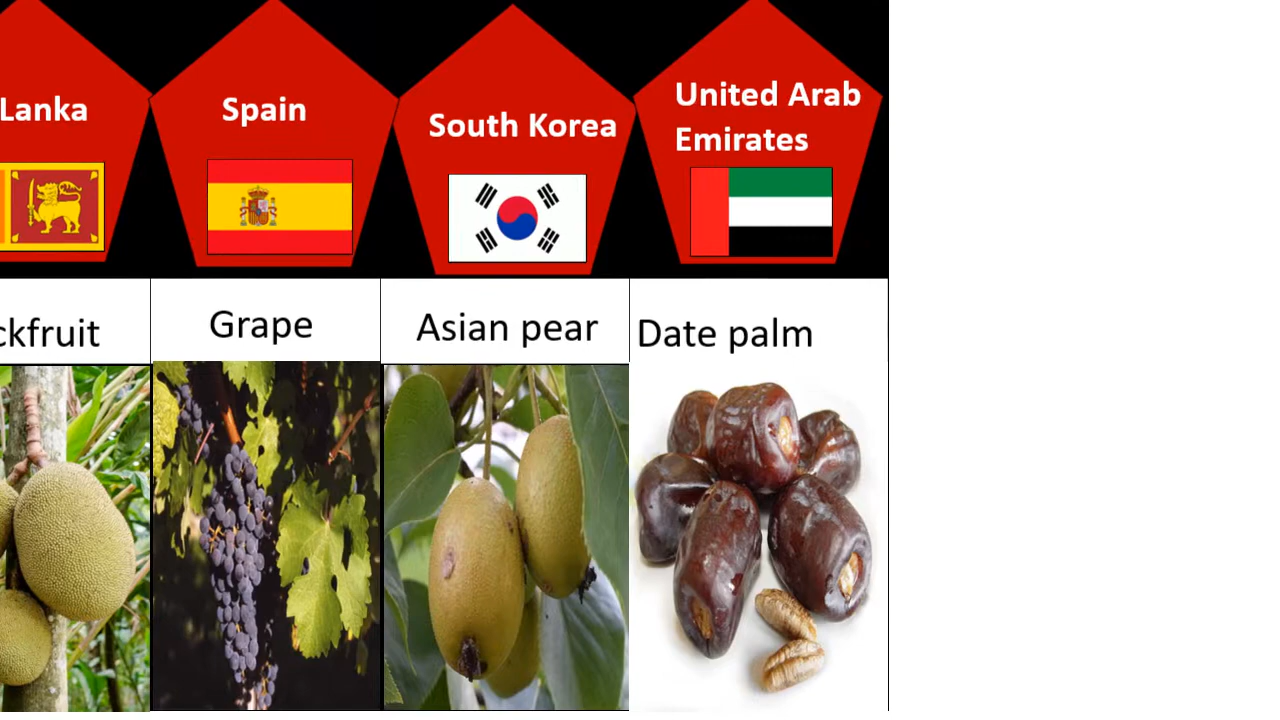 Lanka
Spain
South Korea
United Arab
Emirates
ckfruit
Grape
Asian pear
Date palm